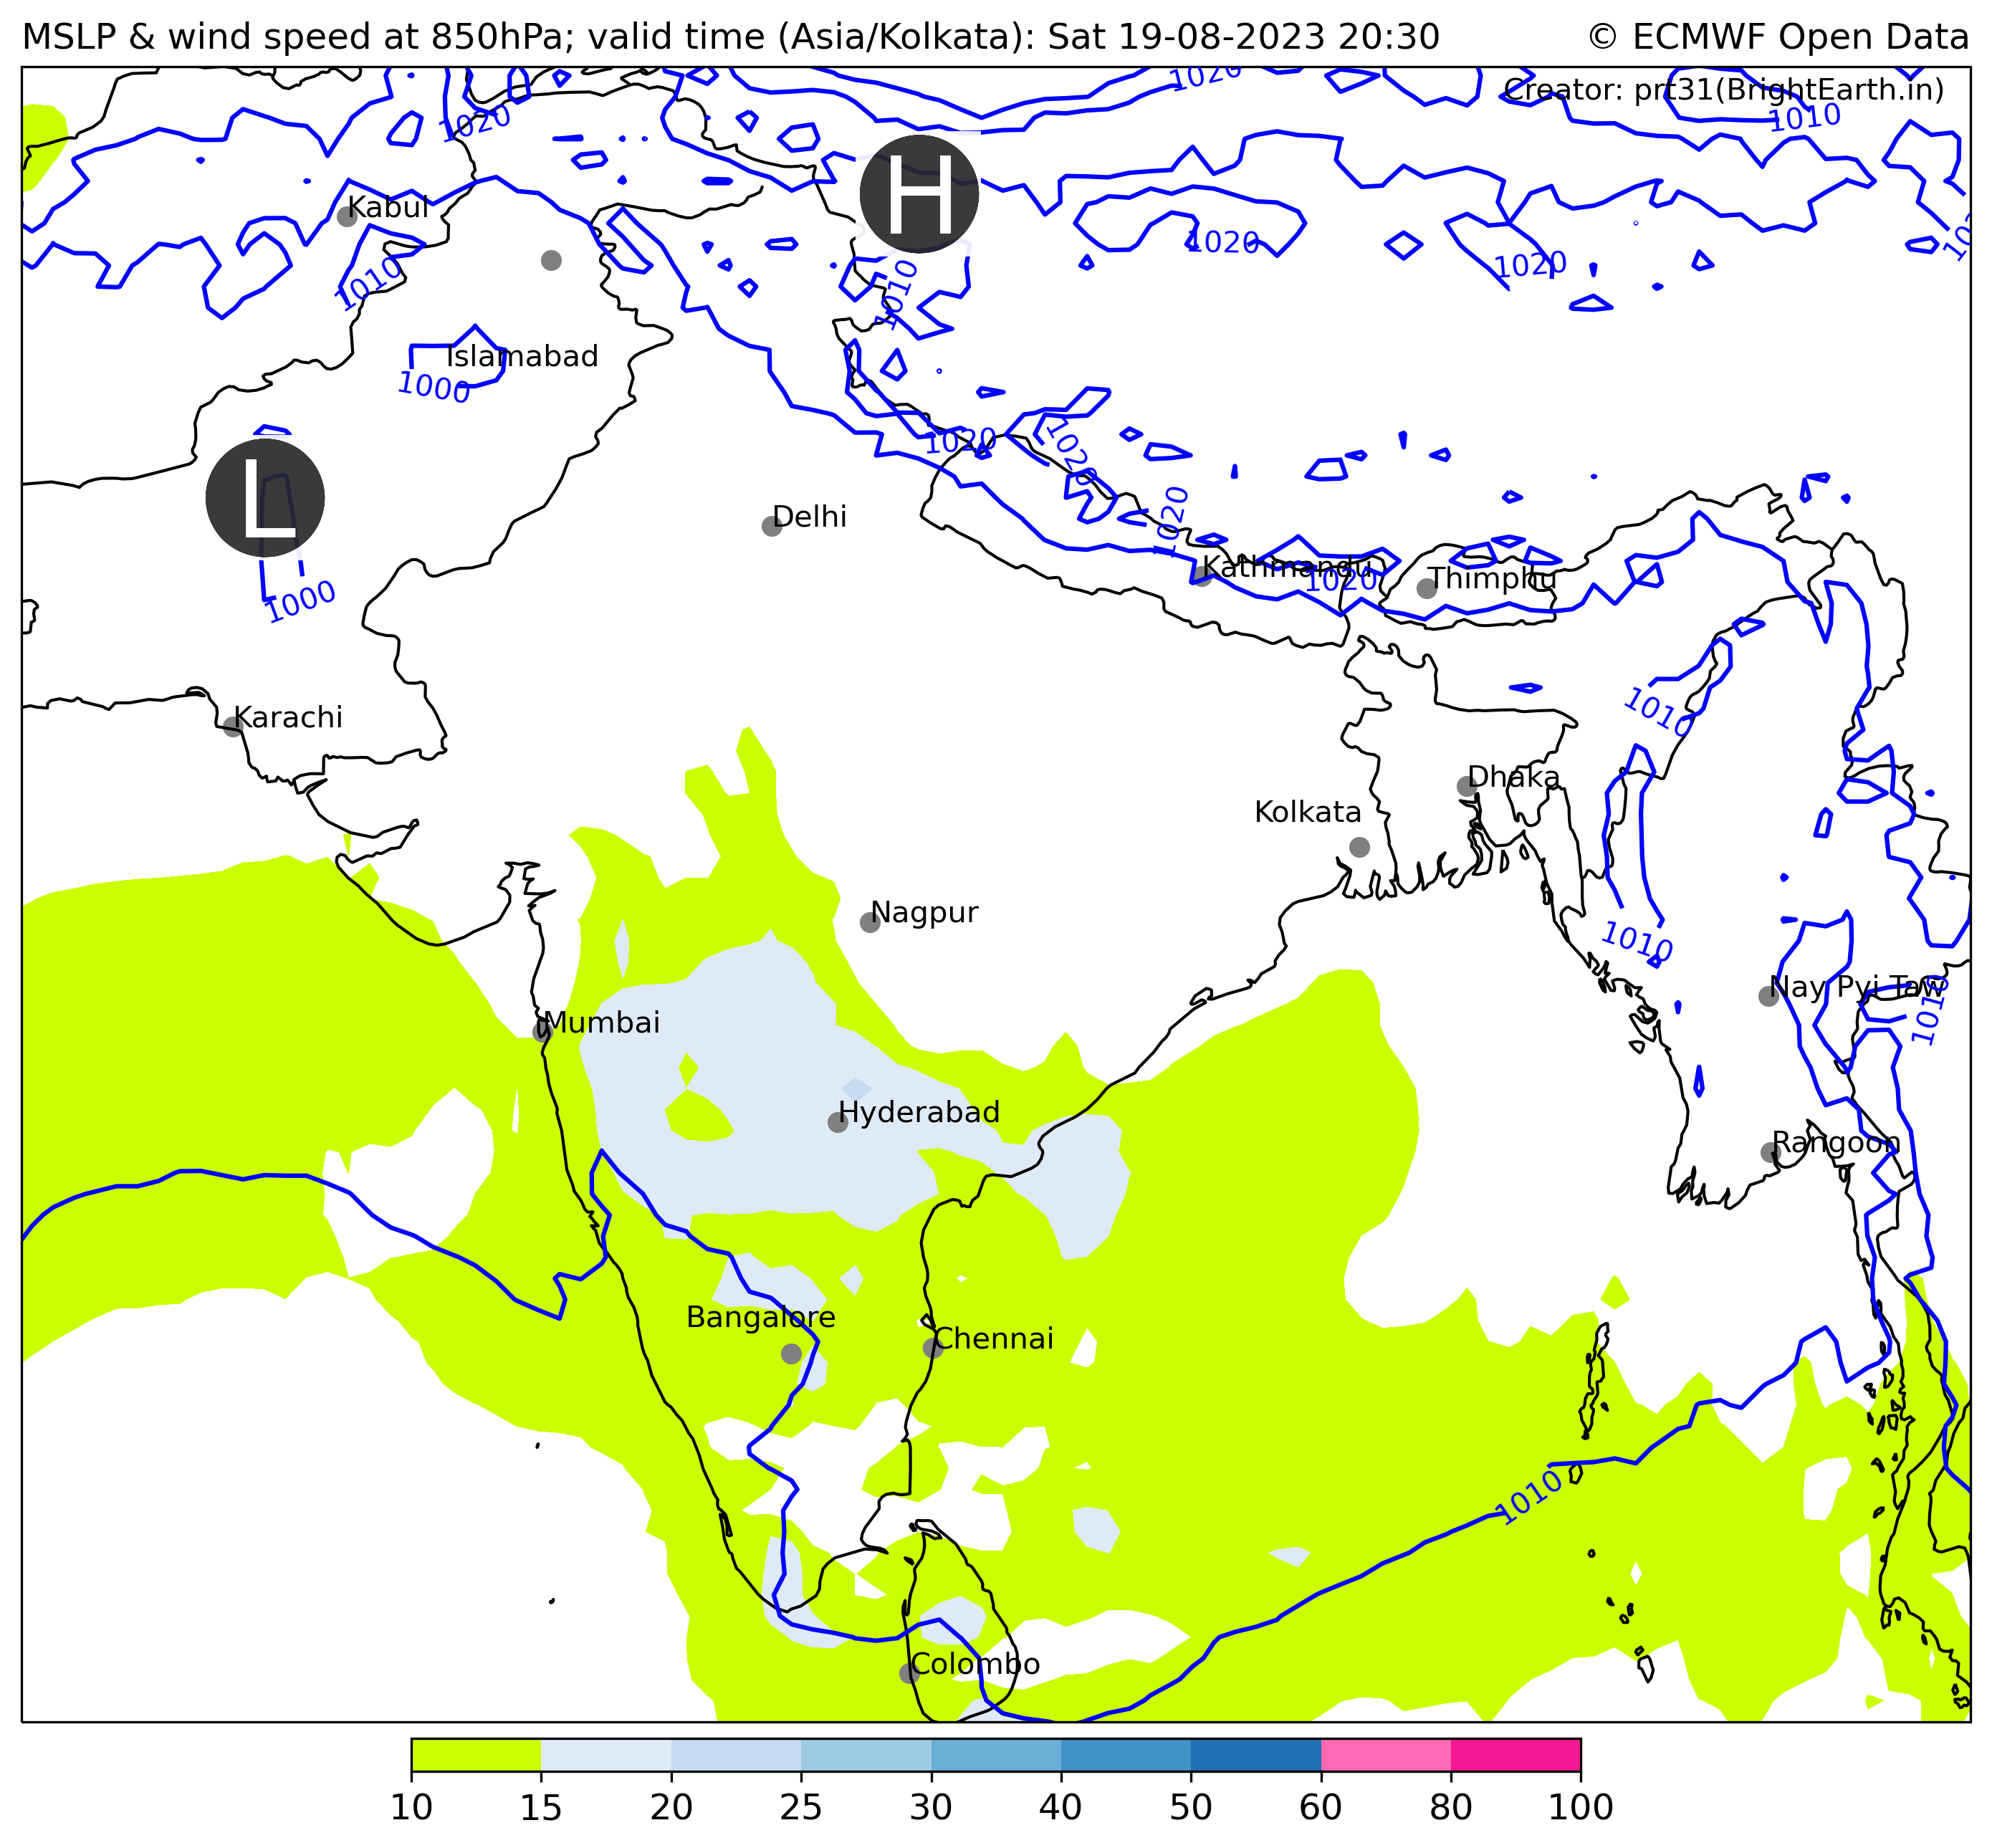 MSLP & wind speed at 850hPa; valid time (Asia/Kolkata): Sat 19-08-2023 20:30
© ECMWF Open Data
1020
Creator: prt31(BrightEarth.in)
1020
1010
H
Kabul
1020
1020
1010
1010
Islamabad
1000
1020
1020
L
Delhi
1020
1000
Kathmandu
1020
Thimphu
1010
Karachi
Dhaka
Kolkata
Nagpur
1010
Nay Pyi Taw
1010
Mumbai
Hyderabad
Rangoon
Bangalore
Chennai
1010
Colombo
10 15 20 25 30 40 50 60 80 100